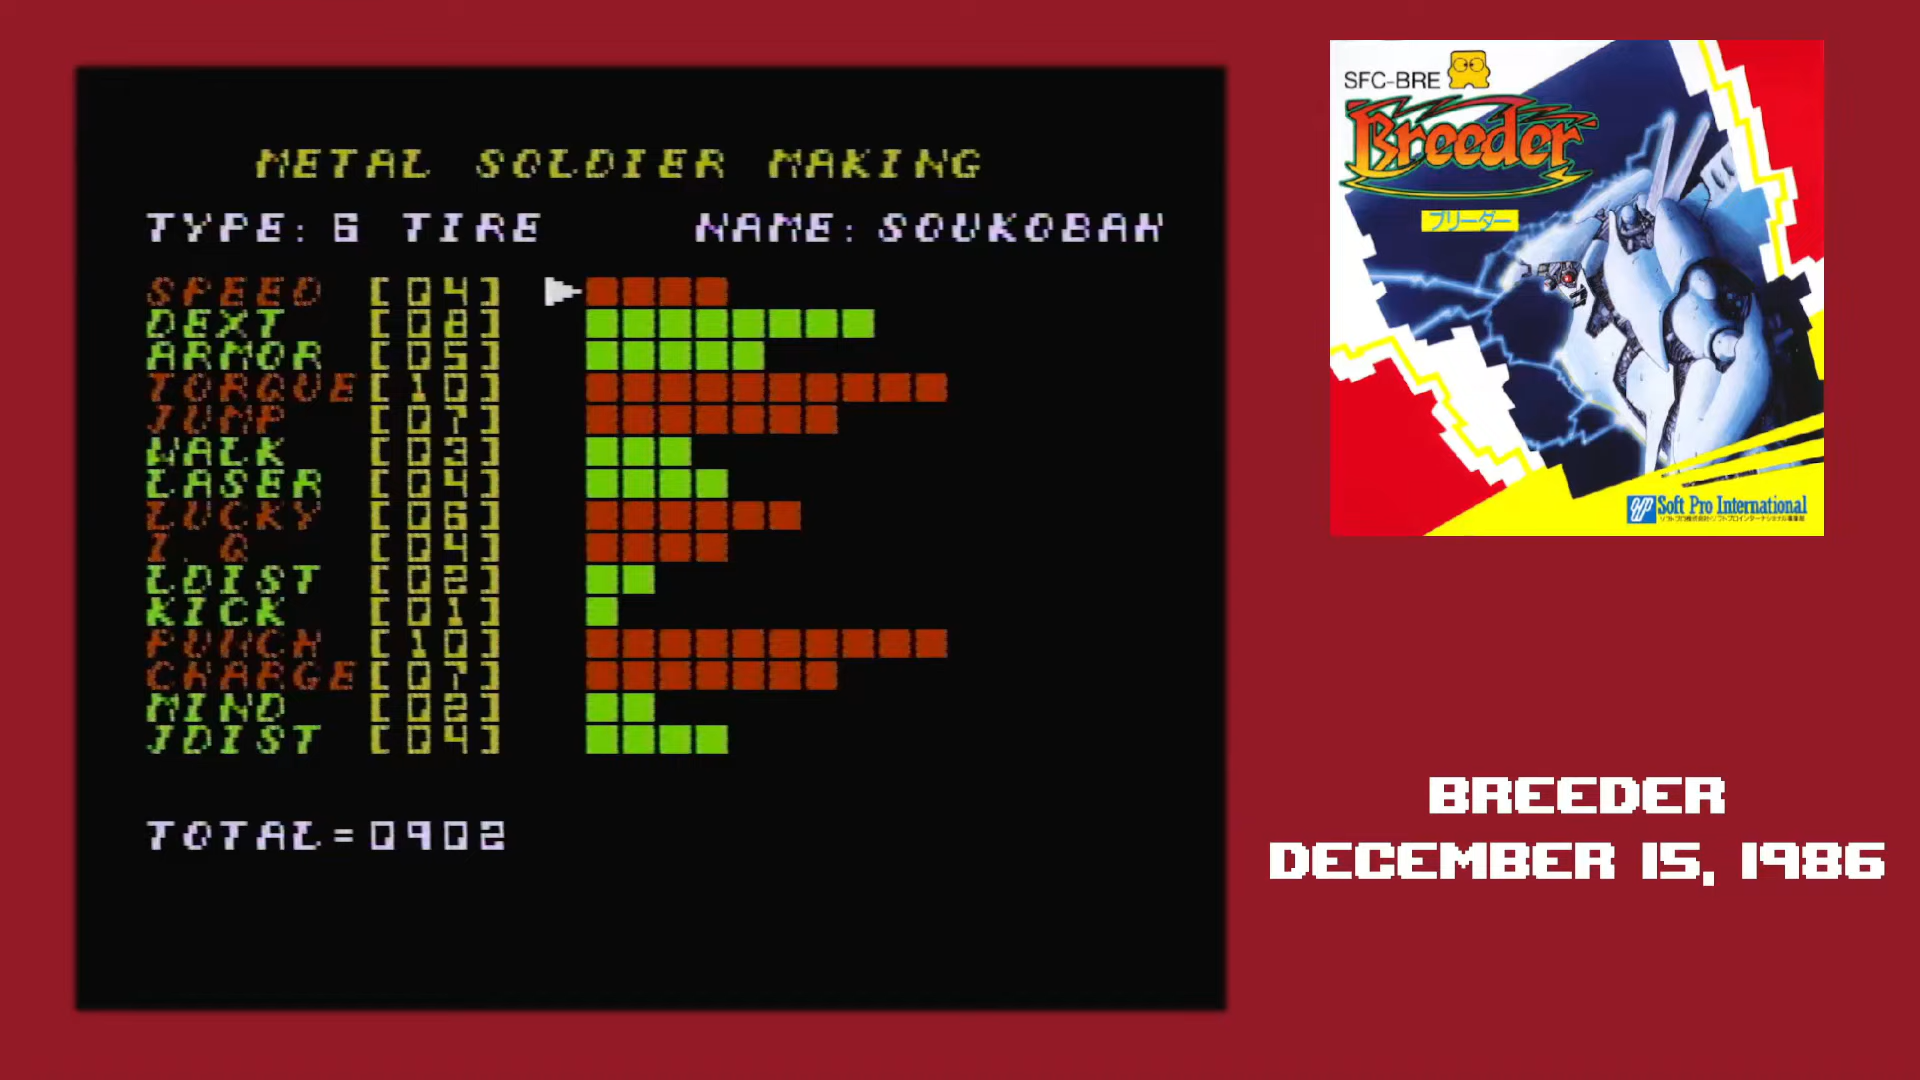 METAL SOLDIER MAKING
TYPE: 6 TIRE NAME: SOUKOBAN
SPEED [04]
DEXT [08]
ARMOR [05]
TORQUE [10]
JUMP [07]
WALK [03]
LASER [04]
LUCKY [06]
I. Q [04]
LDIST [02]
KICK [01]
PUNCH [10]
CHARGE [07]
MIND [02]
JDIST [04]
TOTAL=0902
SFC-BRE
Breeder
ブリーダー
Soft Pro International
BREEDER
DECEMBER 15, 1986